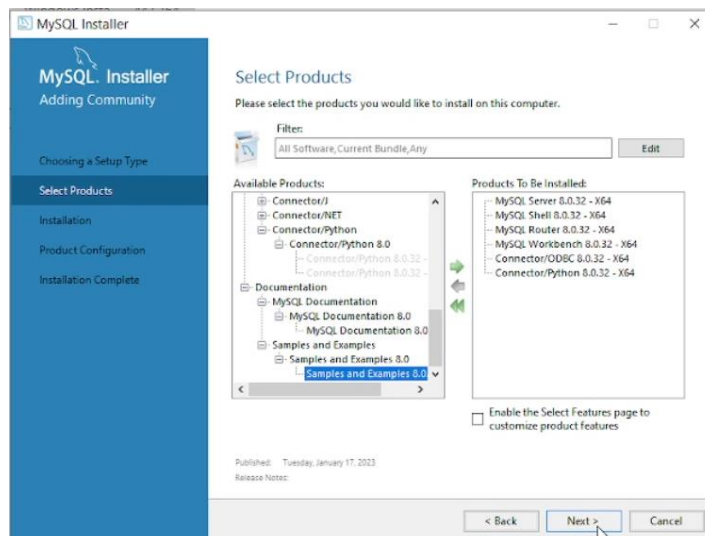 MySQL Installer
MySQL. Installer
Adding Community
Choosing a Setup Type
Select Products
Installation
Product Configuration
Installation Complete
Select Products
Please select the products you would like to install on this computer.
Filter:
All Software,Current Bundle,Any
Edit
Available Products:
Connector/J
Connector/NET
Connector/Python
Connector/Python 8.0
Connector/Python 8.0.32 -
Connector/Python 8.0.32 -
Documentation
MySQL Documentation
MySQL Documentation 8.0
MySQL Documentation 8.0
Samples and Examples
Samples and Examples 8.0
Samples and Examples 8.0
Products To Be Installed:
MySQL Server 8.0.32 - X64
MySQL Shell 8.0.32 - X64
MySQL Router 8.0.32 - X64
MySQL Workbench 8.0.32 - X64
Connector/ODBC 8.0.32 - X64
Connector/Python 8.0.32 - X64
Enable the Select Features page to
customize product features
Published: Tuesday, January 17, 2023
Release Notes:
< Back
Next >
Cancel